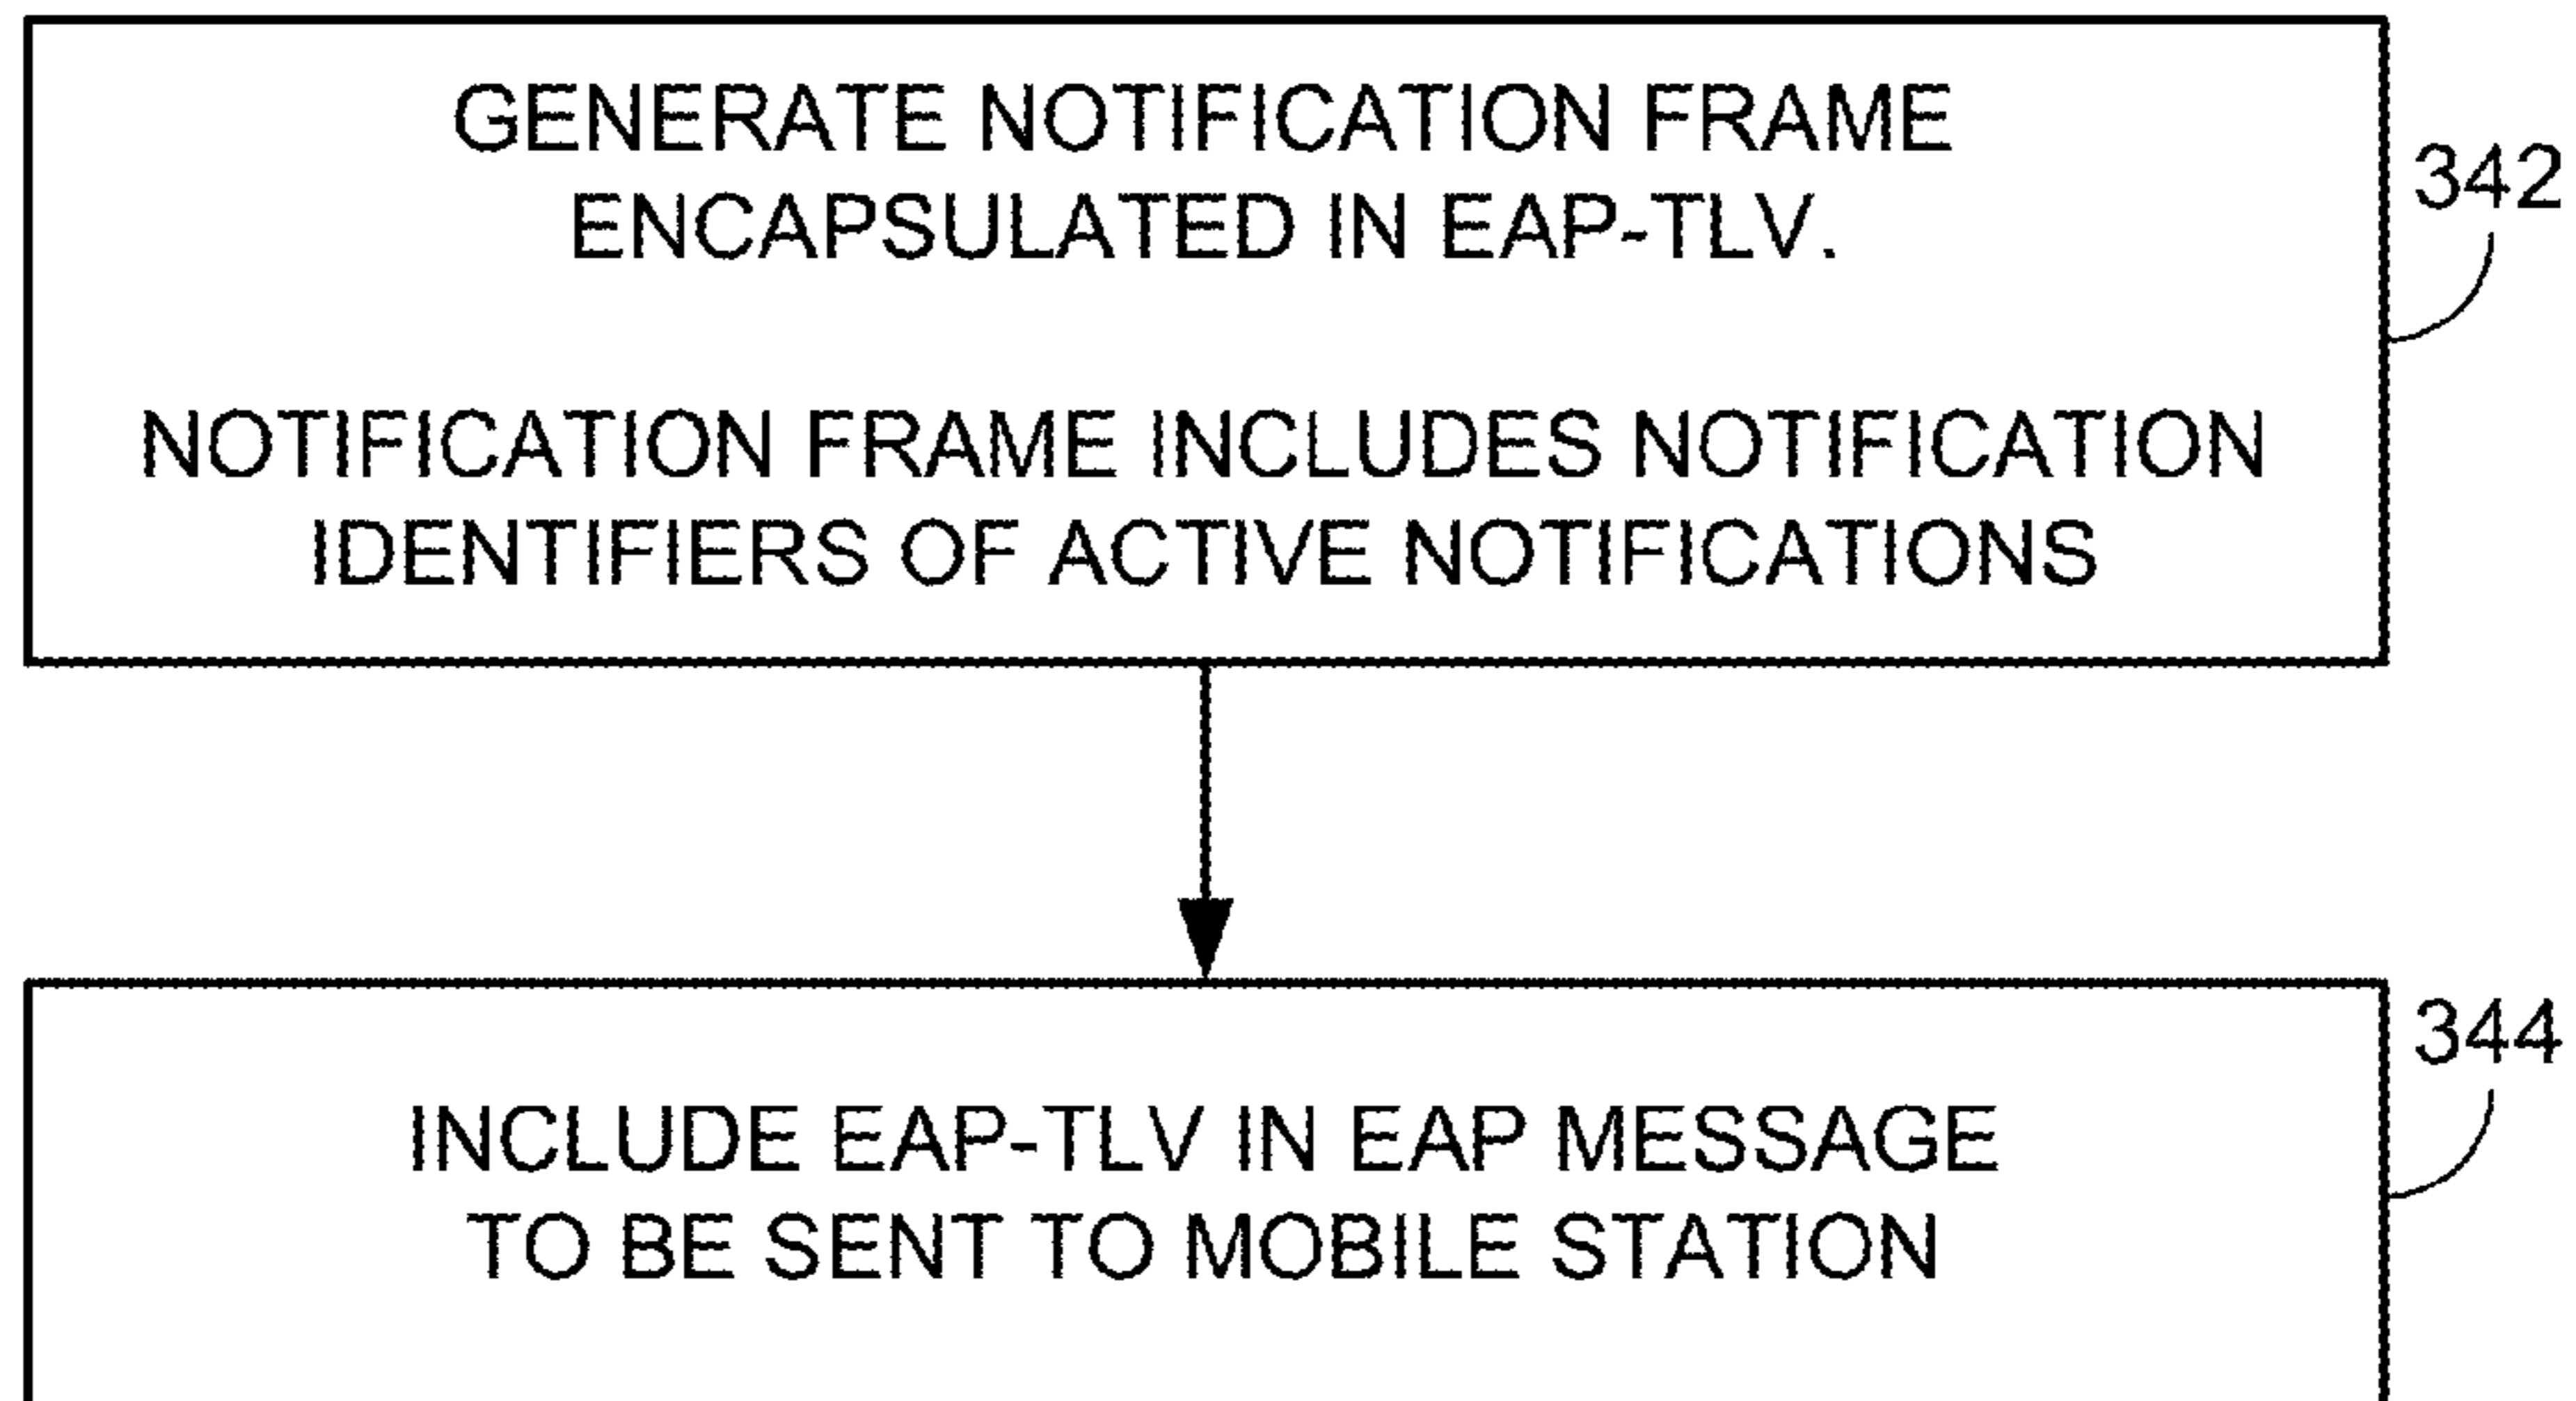 GENERATE NOTIFICATION FRAME
ENCAPSULATED IN EAP-TLV.
342
NOTIFICATION FRAME INCLUDES NOTIFICATION
IDENTIFIERS OF ACTIVE NOTIFICATIONS
344
INCLUDE EAP-TLV IN EAP MESSAGE
TO BE SENT TO MOBILE STATION